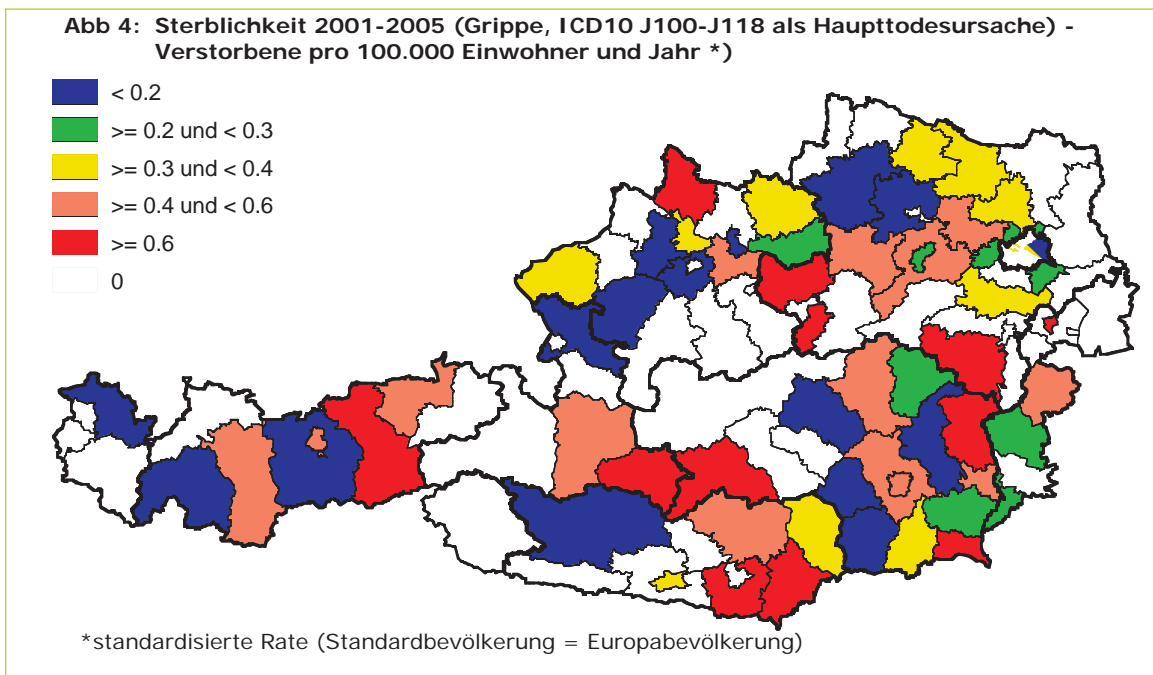 Abb 4: Sterblichkeit 2001-2005 (Grippe, ICD10 J100-J118 als Haupttodesursache) -
Verstorbene pro 100.000 Einwohner und Jahr *)
< 0.2
>= 0.2 und < 0.3
>= 0.3 und < 0.4
>= 0.4 und < 0.6
>= 0.6
0
*standardisierte Rate (Standardbevölkerung = Europabevölkerung)